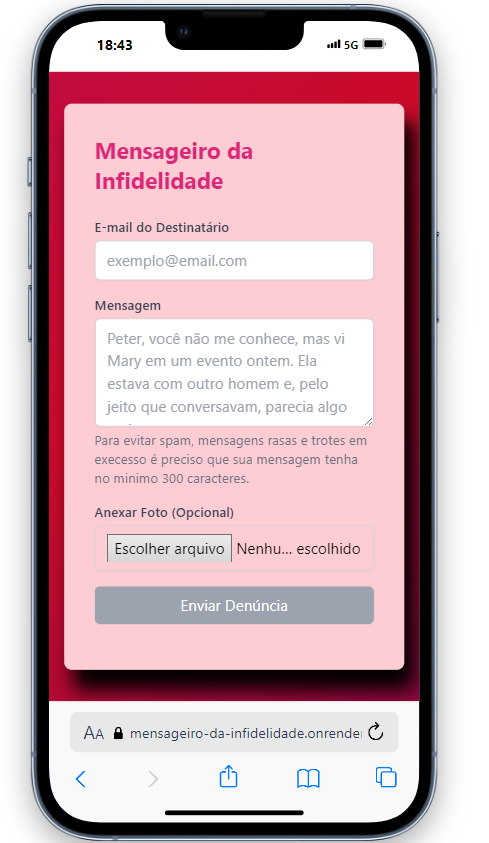 18:43
5G
Mensageiro da
Infidelidade
E-mail do Destinatário
exemplo@email.com
Mensagem
Peter, você não me conhece, mas vi
Mary em um evento ontem. Ela
estava com outro homem e, pelo
jeito que conversavam, parecia algo
Para evitar spam, mensagens rasas e trotes em
execesso é preciso que sua mensagem tenha
no minimo 300 caracteres.
Anexar Foto (Opcional)
Escolher arquivo Nenhu... escolhido
Enviar Denúncia
AA mensageiro-da-infidelidade.onrende